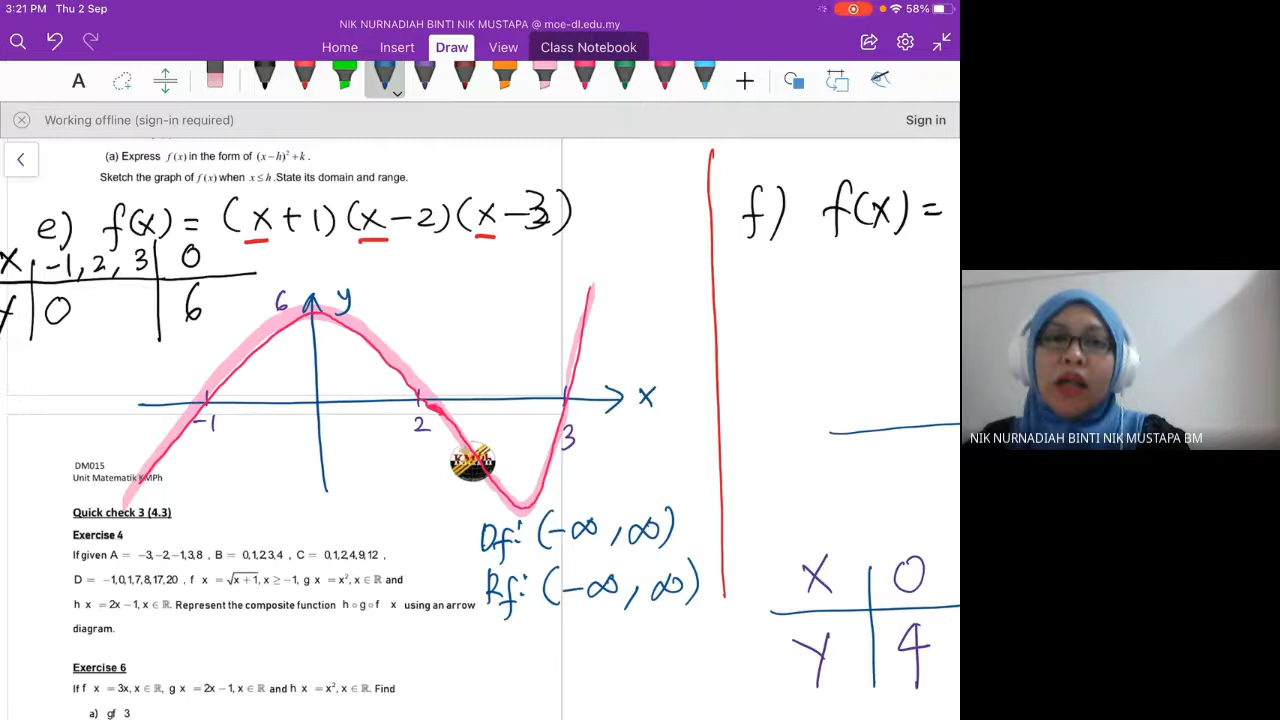 3:21 PM Thu 2 Sep
58%
NIK NURNADIAH BINTI NIK MUSTAPA @ moe-dl.edu.my
Home Insert Draw View Class Notebook
A
Working offline (sign-in required)
Sign in
(a) Express f(x) in the form of (x−h)² + k .
Sketch the graph of f(x) when x ≤ h .State its domain and range.
e) f(x) = (x+1)(x−2)(x−3)
x -1, 2, 3 0
y 0 6
6 y
x
-1 2 3
DM015
Unit Matematik KMPh
KMPh
Quick check 3 (4.3)
Exercise 4
If given A = −3,−2,−1,3,8 , B = 0,1,2,3,4 , C = 0,1,2,4,9,12 ,
D = −1,0,1,7,8,17,20 , f x = √x+1, x ≥ −1, g x = x², x ∈ ℝ and
h x = 2x − 1, x ∈ ℝ. Represent the composite function h ∘ g ∘ f x using an arrow
diagram.
Df: (-∞, ∞)
Rf: (-∞, ∞)
Exercise 6
If f x = 3x, x ∈ ℝ, g x = 2x − 1, x ∈ ℝ and h x = x², x ∈ ℝ. Find
a) gf 3
f) f(x) =
x 0
y 4
NIK NURNADIAH BINTI NIK MUSTAPA BM